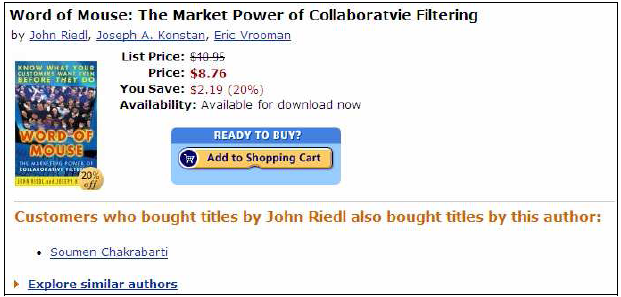 Word of Mouse: The Market Power of Collaboratvie Filtering
by John Riedl, Joseph A. Konstan, Eric Vrooman
List Price: $10.95
Price: $8.76
You Save: $2.19 (20%)
Availability: Available for download now
KNOW WHAT YOUR
CUSTOMERS WANT EVEN
BEFORE THEY DO
WORD OF
MOUSE
THE MARKETING POWER OF
COLLABORATIVE
20%
off
JOHN RIEDL and JOSEPH
READY TO BUY?
Add to Shopping Cart
Customers who bought titles by John Riedl also bought titles by this author:
• Soumen Chakrabarti
Explore similar authors